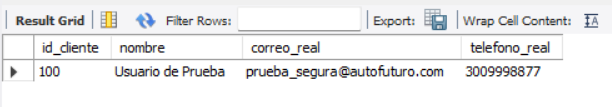 Result Grid Filter Rows: Export: Wrap Cell Content: IA
id_cliente nombre correo_real telefono_real
100 Usuario de Prueba prueba_segura@autofuturo.com 3009998877